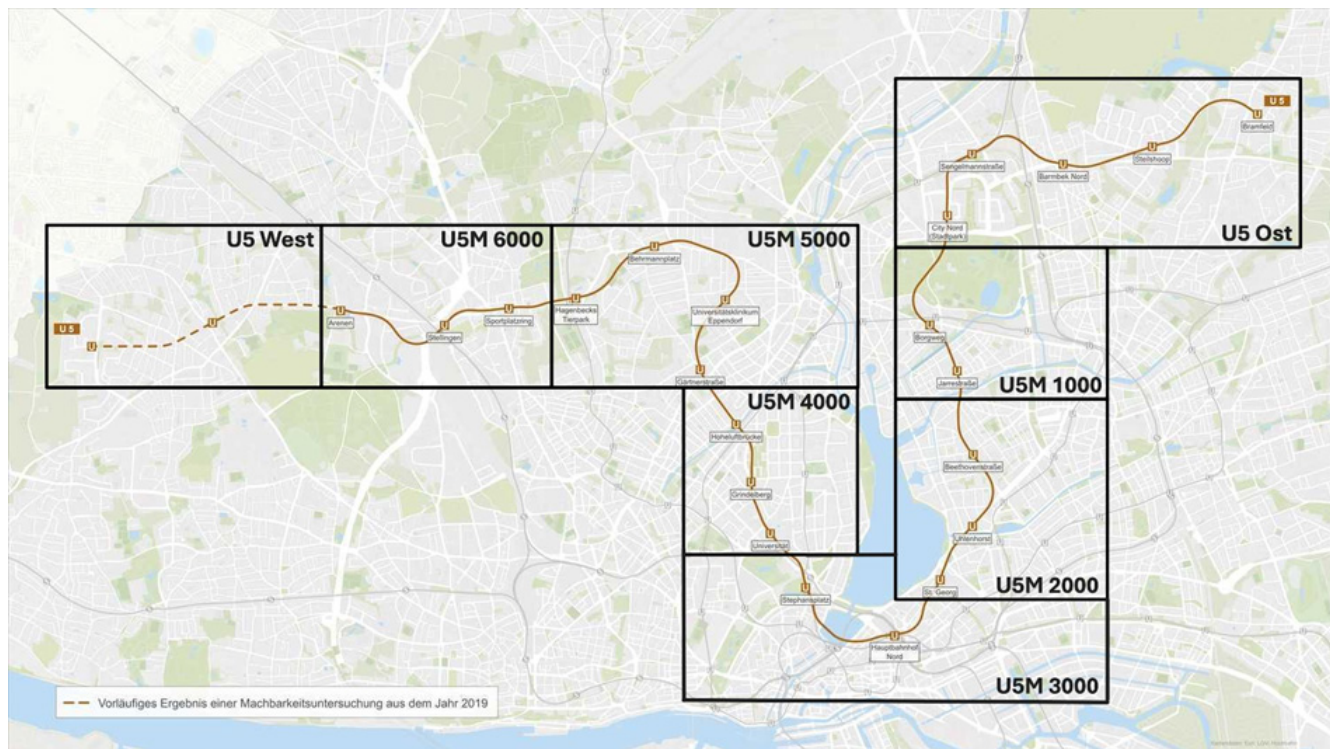 U5
Bramfeld
Steilshoop
Sengelmannstraße
Barmbek Nord
City Nord
(Stadtpark)
U5 Ost
U5 West
U5M 6000
U5M 5000
Behrmannplatz
Hagenbecks
Tierpark
Universitätsklinikum
Eppendorf
Arenen
Sportplatzring
Stellingen
U5
Borgweg
Jarrestraße
Gärtnerstraße
U5M 1000
U5M 4000
Hoheluftbrücke
Beethovenstraße
Grindelberg
Uhlenhorst
Universität
U5M 2000
Stephansplatz
St. Georg
Hauptbahnhof
Nord
U5M 3000
Vorläufiges Ergebnis einer Machbarkeitsuntersuchung aus dem Jahr 2019